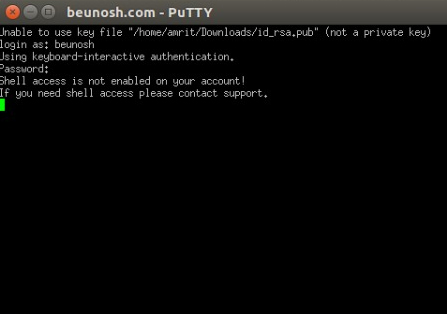 beunosh.com - PuTTY
Unable to use key file "/home/amrit/Downloads/id_rsa.pub" (not a private key)
login as: beunosh
Using keyboard-interactive authentication.
Password:
Shell access is not enabled on your account!
If you need shell access please contact support.